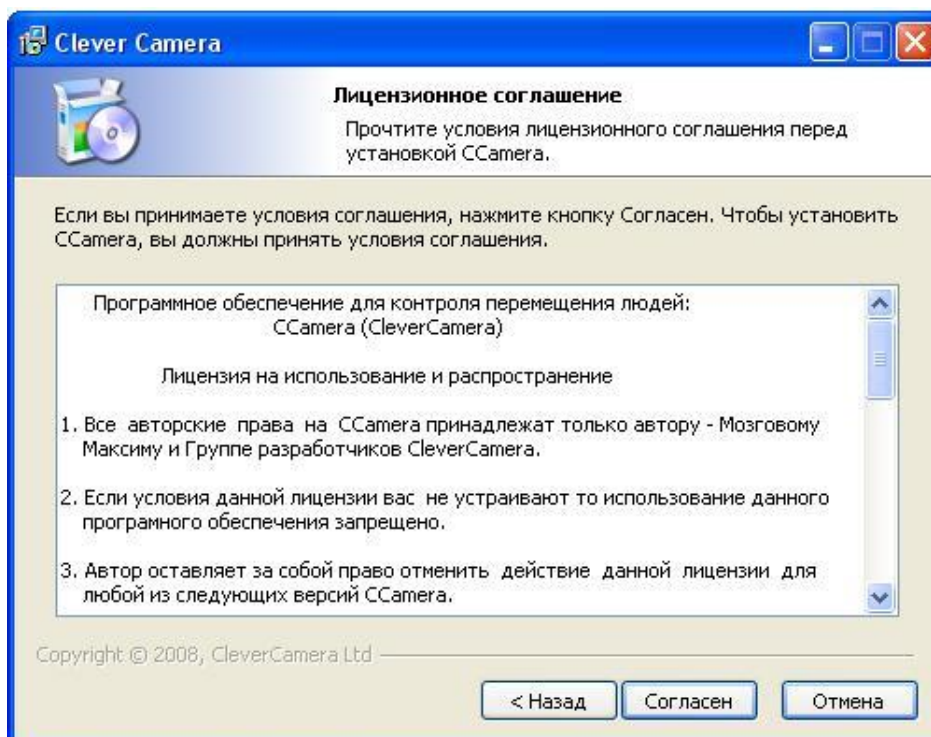 Clever Camera
Лицензионное соглашение
Прочтите условия лицензионного соглашения перед
установкой CCamera.
Если вы принимаете условия соглашения, нажмите кнопку Согласен. Чтобы установить
CCamera, вы должны принять условия соглашения.
Программное обеспечение для контроля перемещения людей:
CCamera (CleverCamera)
Лицензия на использование и распространение
1. Все авторские права на CCamera принадлежат только автору - Мозговому
Максиму и Группе разработчиков CleverCamera.
2. Если условия данной лицензии вас не устраивают то использование данного
програмного обеспечения запрещено.
3. Автор оставляет за собой право отменить действие данной лицензии для
любой из следующих версий CCamera.
Copyright © 2008, CleverCamera Ltd
< Назад Согласен Отмена